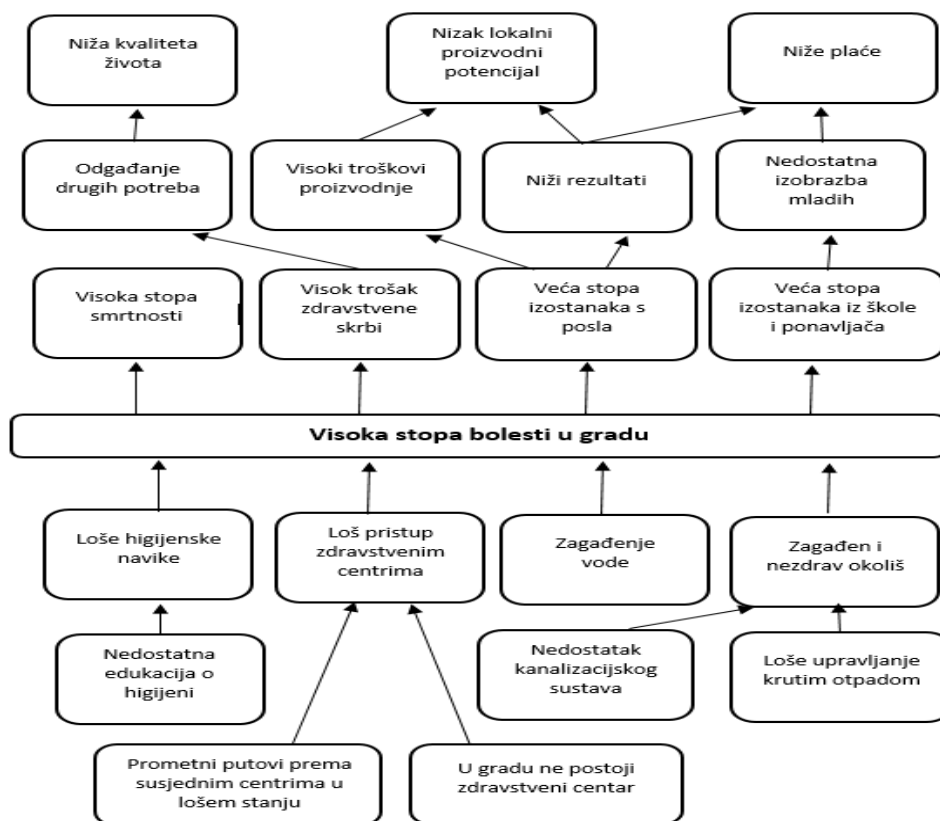 Niža kvaliteta
života
Nizak lokalni
proizvodni
potencijal
Niže plaće
Odgađanje
drugih potreba
Visoki troškovi
proizvodnje
Niži rezultati
Nedostatna
izobrazba
mladih
Visoka stopa
smrtnosti
Visok trošak
zdravstvene
skrbi
Veća stopa
izostanaka s
posla
Veća stopa
izostanaka iz škole
i ponavljača
Visoka stopa bolesti u gradu
Loše higijenske
navike
Loš pristup
zdravstvenim
centrima
Zagađenje
vode
Zagađen i
nezdrav okoliš
Nedostatna
edukacija o
higijeni
Nedostatak
kanalizacijskog
sustava
Loše upravljanje
krutim otpadom
Prometni putovi prema
susjednim centrima u
lošem stanju
U gradu ne postoji
zdravstveni centar